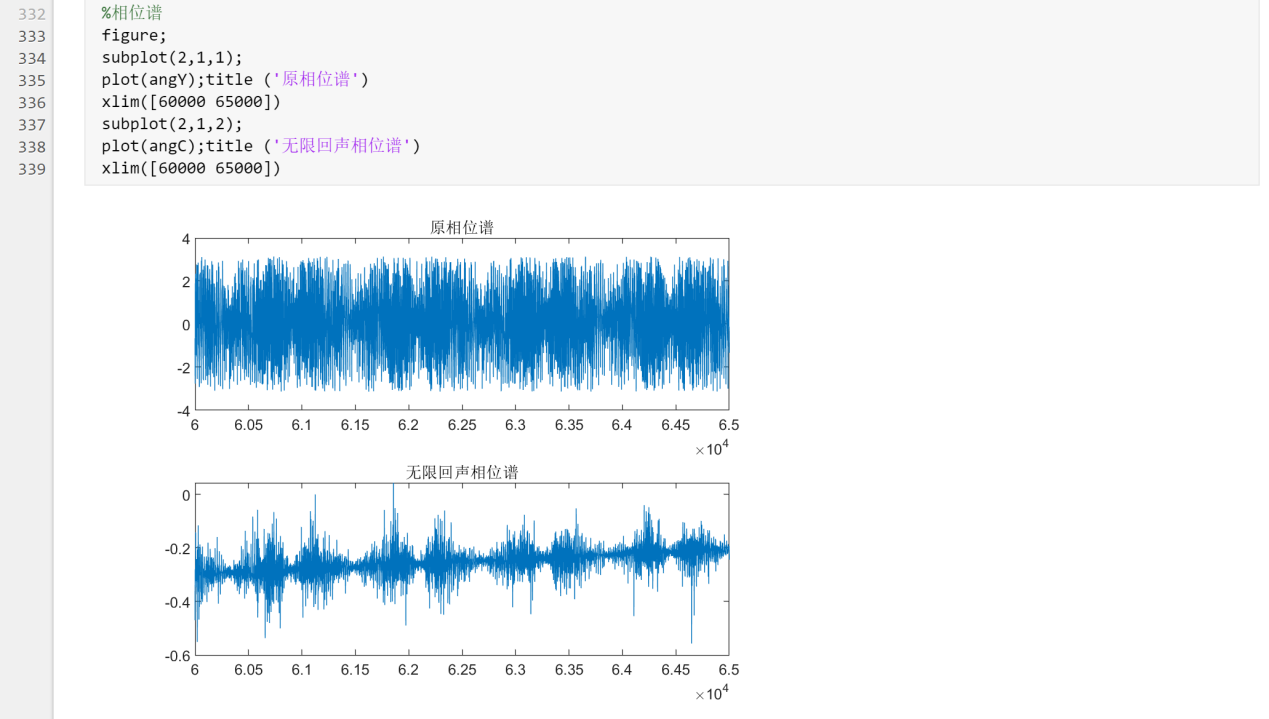 332 %相位谱
333 figure;
334 subplot(2,1,1);
335 plot(angY);title ('原相位谱')
336 xlim([60000 65000])
337 subplot(2,1,2);
338 plot(angC);title ('无限回声相位谱')
339 xlim([60000 65000])
原相位谱
4
2
0
-2
-4
6 6.05 6.1 6.15 6.2 6.25 6.3 6.35 6.4 6.45 6.5
×10⁴
无限回声相位谱
0
-0.2
-0.4
-0.6
6 6.05 6.1 6.15 6.2 6.25 6.3 6.35 6.4 6.45 6.5
×10⁴